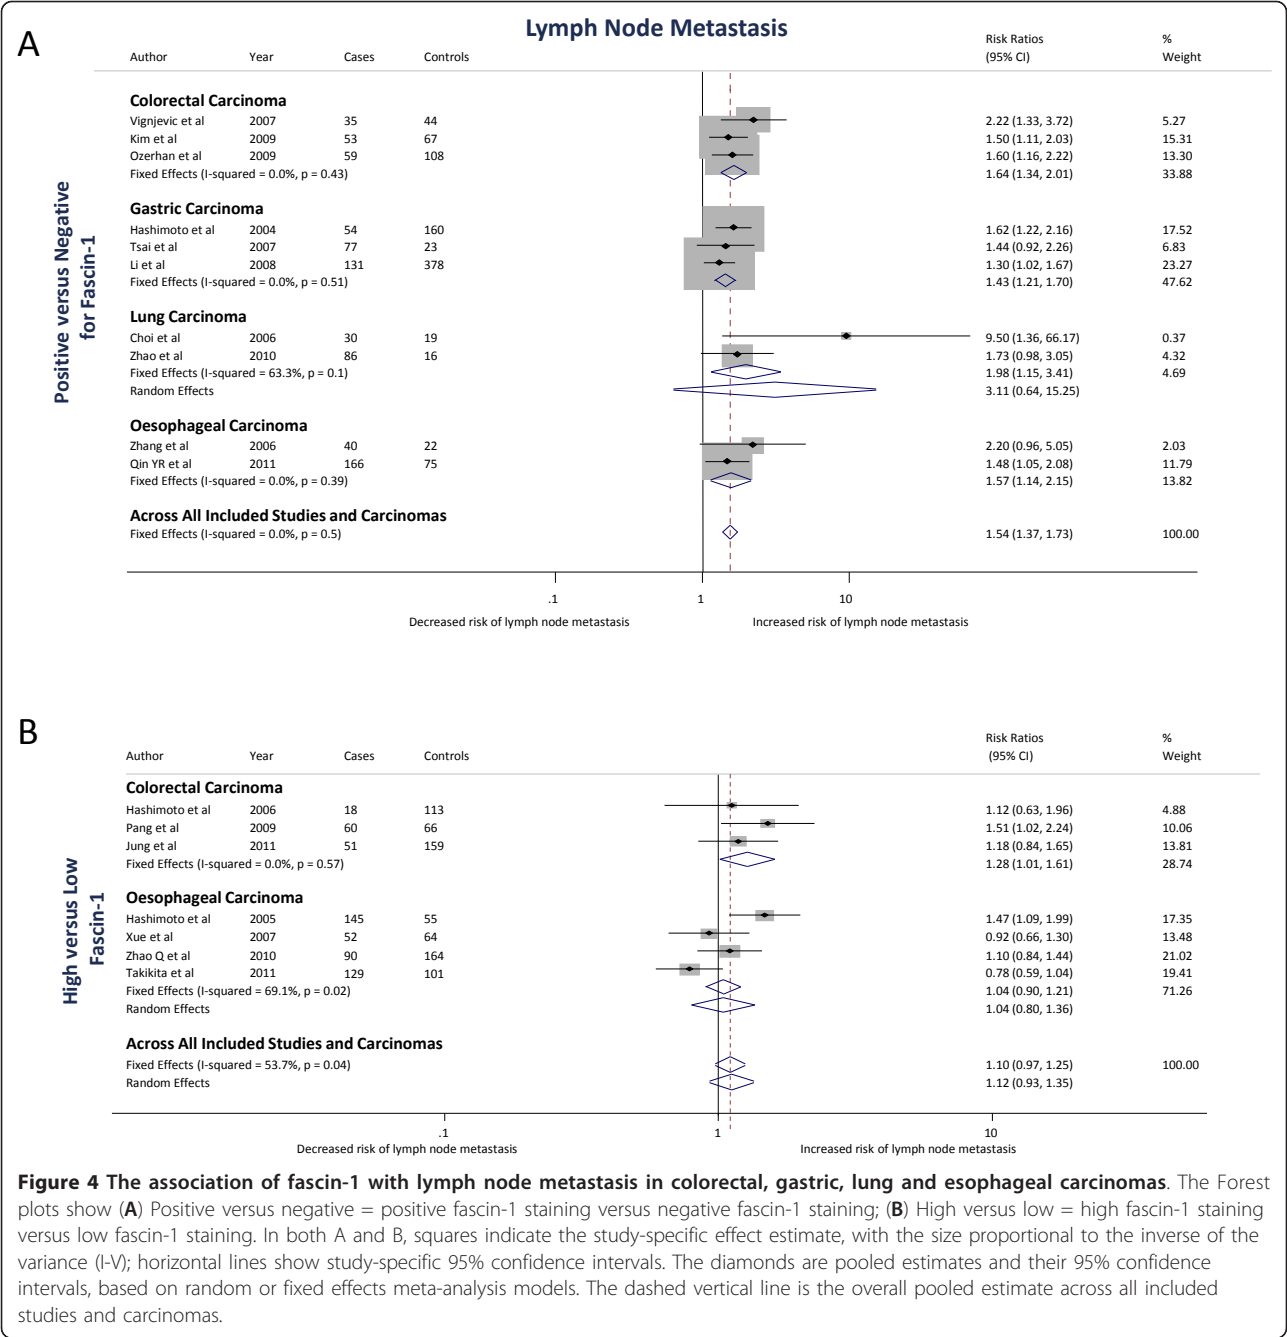 Lymph Node Metastasis
A
Author Year Cases Controls Risk Ratios (95% CI) % Weight
Positive versus Negative for Fascin-1
Colorectal Carcinoma
Vignjevic et al 2007 35 44 2.22 (1.33, 3.72) 5.27
Kim et al 2009 53 67 1.50 (1.11, 2.03) 15.31
Ozerhan et al 2009 59 108 1.60 (1.16, 2.22) 13.30
Fixed Effects (I-squared = 0.0%, p = 0.43) 1.64 (1.34, 2.01) 33.88
Gastric Carcinoma
Hashimoto et al 2004 54 160 1.62 (1.22, 2.16) 17.52
Tsai et al 2007 77 23 1.44 (0.92, 2.26) 6.83
Li et al 2008 131 378 1.30 (1.02, 1.67) 23.27
Fixed Effects (I-squared = 0.0%, p = 0.51) 1.43 (1.21, 1.70) 47.62
Lung Carcinoma
Choi et al 2006 30 19 9.50 (1.36, 66.17) 0.37
Zhao et al 2010 86 16 1.73 (0.98, 3.05) 4.32
Fixed Effects (I-squared = 63.3%, p = 0.1) 1.98 (1.15, 3.41) 4.69
Random Effects 3.11 (0.64, 15.25)
Oesophageal Carcinoma
Zhang et al 2006 40 22 2.20 (0.96, 5.05) 2.03
Qin YR et al 2011 166 75 1.48 (1.05, 2.08) 11.79
Fixed Effects (I-squared = 0.0%, p = 0.39) 1.57 (1.14, 2.15) 13.82
Across All Included Studies and Carcinomas
Fixed Effects (I-squared = 0.0%, p = 0.5) 1.54 (1.37, 1.73) 100.00
.1 1 10
Decreased risk of lymph node metastasis Increased risk of lymph node metastasis
B
Author Year Cases Controls Risk Ratios (95% CI) % Weight
High versus Low Fascin-1
Colorectal Carcinoma
Hashimoto et al 2006 18 113 1.12 (0.63, 1.96) 4.88
Pang et al 2009 60 66 1.51 (1.02, 2.24) 10.06
Jung et al 2011 51 159 1.18 (0.84, 1.65) 13.81
Fixed Effects (I-squared = 0.0%, p = 0.57) 1.28 (1.01, 1.61) 28.74
Oesophageal Carcinoma
Hashimoto et al 2005 145 55 1.47 (1.09, 1.99) 17.35
Xue et al 2007 52 64 0.92 (0.66, 1.30) 13.48
Zhao Q et al 2010 90 164 1.10 (0.84, 1.44) 21.02
Takikita et al 2011 129 101 0.78 (0.59, 1.04) 19.41
Fixed Effects (I-squared = 69.1%, p = 0.02) 1.04 (0.90, 1.21) 71.26
Random Effects 1.04 (0.80, 1.36)
Across All Included Studies and Carcinomas
Fixed Effects (I-squared = 53.7%, p = 0.04) 1.10 (0.97, 1.25) 100.00
Random Effects 1.12 (0.93, 1.35)
.1 1 10
Decreased risk of lymph node metastasis Increased risk of lymph node metastasis
Figure 4 The association of fascin-1 with lymph node metastasis in colorectal, gastric, lung and esophageal carcinomas. The Forest
plots show (A) Positive versus negative = positive fascin-1 staining versus negative fascin-1 staining; (B) High versus low = high fascin-1 staining
versus low fascin-1 staining. In both A and B, squares indicate the study-specific effect estimate, with the size proportional to the inverse of the
variance (I-V); horizontal lines show study-specific 95% confidence intervals. The diamonds are pooled estimates and their 95% confidence
intervals, based on random or fixed effects meta-analysis models. The dashed vertical line is the overall pooled estimate across all included
studies and carcinomas.